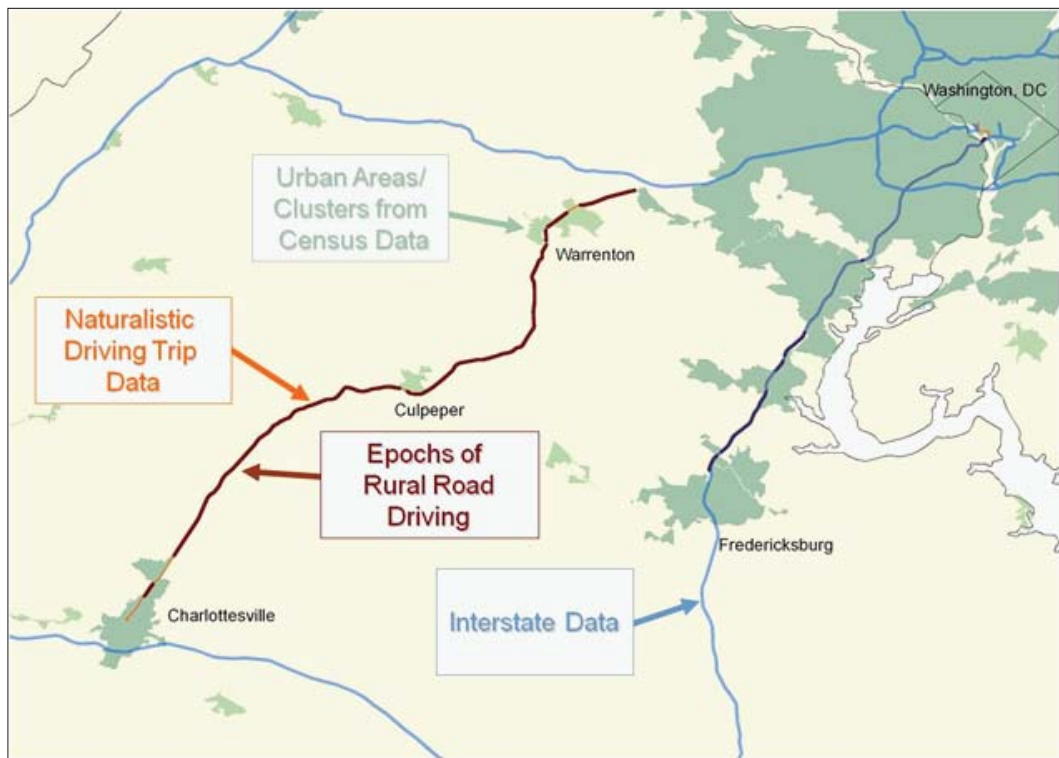 Washington, DC
Urban Areas/
Clusters from
Census Data
Warrenton
Naturalistic
Driving Trip
Data
Culpeper
Epochs of
Rural Road
Driving
Fredericksburg
Charlottesville
Interstate Data